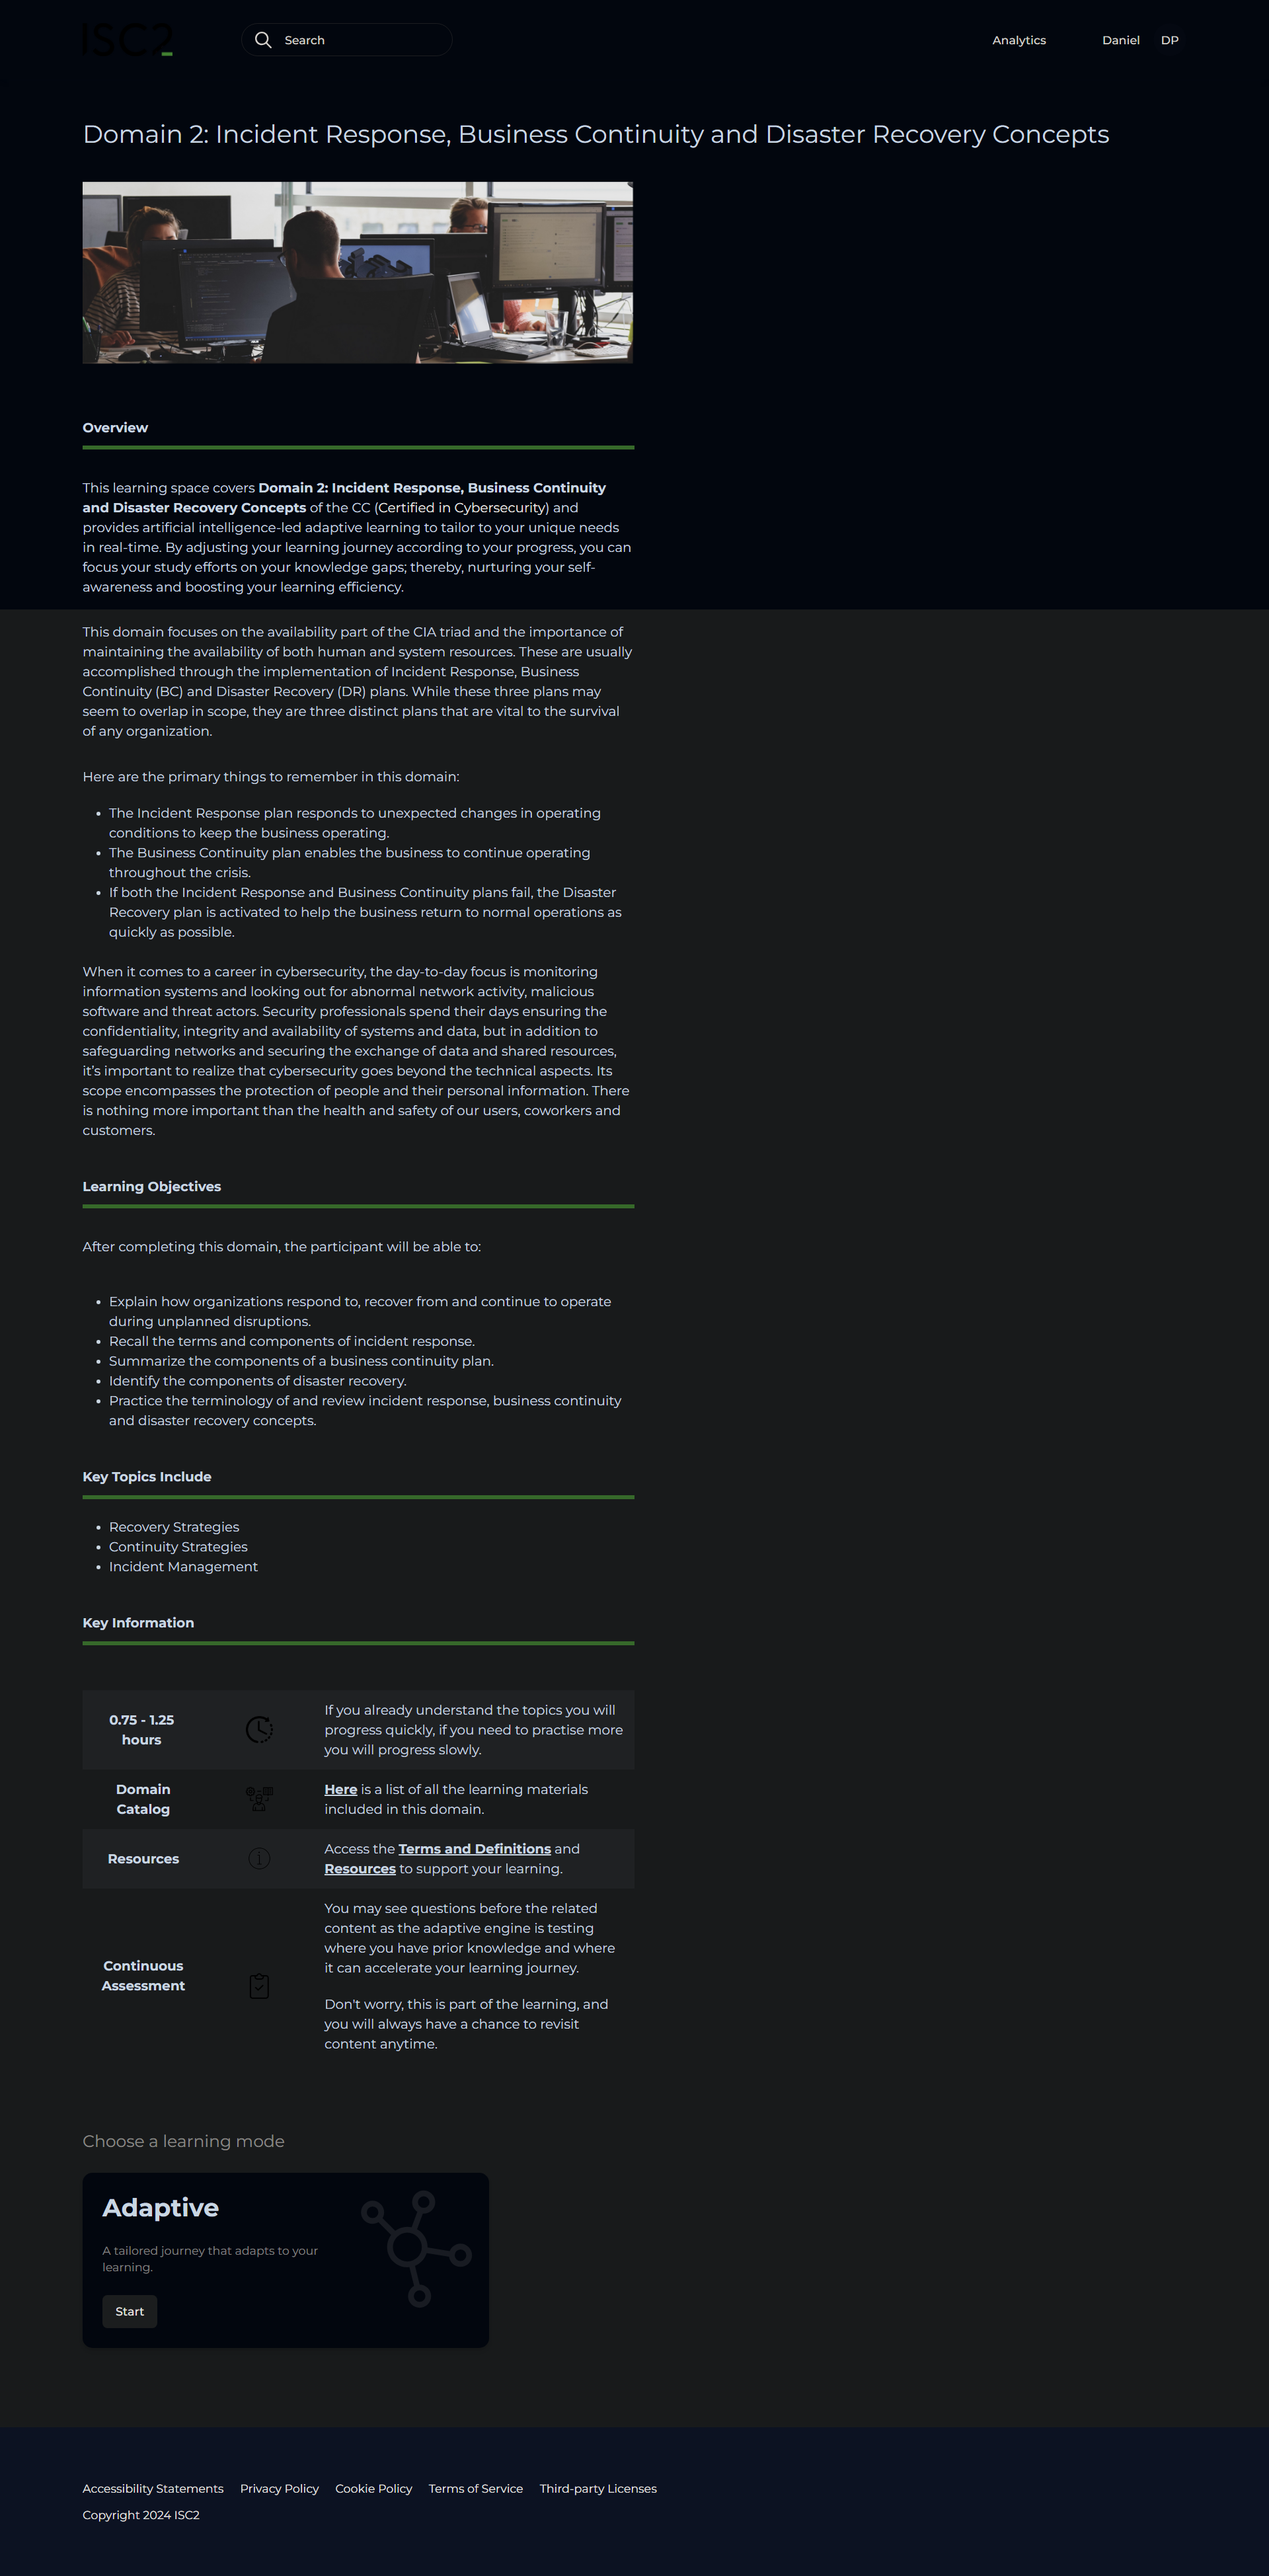 ISC2
Search
Analytics
Daniel
DP
Domain 2: Incident Response, Business Continuity and Disaster Recovery Concepts
Overview
This learning space covers Domain 2: Incident Response, Business Continuity
and Disaster Recovery Concepts of the CC (Certified in Cybersecurity) and
provides artificial intelligence-led adaptive learning to tailor to your unique needs
in real-time. By adjusting your learning journey according to your progress, you can
focus your study efforts on your knowledge gaps; thereby, nurturing your self-
awareness and boosting your learning efficiency.
This domain focuses on the availability part of the CIA triad and the importance of
maintaining the availability of both human and system resources. These are usually
accomplished through the implementation of Incident Response, Business
Continuity (BC) and Disaster Recovery (DR) plans. While these three plans may
seem to overlap in scope, they are three distinct plans that are vital to the survival
of any organization.
Here are the primary things to remember in this domain:
• The Incident Response plan responds to unexpected changes in operating
conditions to keep the business operating.
• The Business Continuity plan enables the business to continue operating
throughout the crisis.
• If both the Incident Response and Business Continuity plans fail, the Disaster
Recovery plan is activated to help the business return to normal operations as
quickly as possible.
When it comes to a career in cybersecurity, the day-to-day focus is monitoring
information systems and looking out for abnormal network activity, malicious
software and threat actors. Security professionals spend their days ensuring the
confidentiality, integrity and availability of systems and data, but in addition to
safeguarding networks and securing the exchange of data and shared resources,
it’s important to realize that cybersecurity goes beyond the technical aspects. Its
scope encompasses the protection of people and their personal information. There
is nothing more important than the health and safety of our users, coworkers and
customers.
Learning Objectives
After completing this domain, the participant will be able to:
• Explain how organizations respond to, recover from and continue to operate
during unplanned disruptions.
• Recall the terms and components of incident response.
• Summarize the components of a business continuity plan.
• Identify the components of disaster recovery.
• Practice the terminology of and review incident response, business continuity
and disaster recovery concepts.
Key Topics Include
• Recovery Strategies
• Continuity Strategies
• Incident Management
Key Information
0.75 - 1.25
hours
If you already understand the topics you will
progress quickly, if you need to practise more
you will progress slowly.
Domain
Catalog
Here is a list of all the learning materials
included in this domain.
Resources
Access the Terms and Definitions and
Resources to support your learning.
Continuous
Assessment
You may see questions before the related
content as the adaptive engine is testing
where you have prior knowledge and where
it can accelerate your learning journey.
Don't worry, this is part of the learning, and
you will always have a chance to revisit
content anytime.
Choose a learning mode
Adaptive
A tailored journey that adapts to your
learning.
Start
Accessibility Statements
Privacy Policy
Cookie Policy
Terms of Service
Third-party Licenses
Copyright 2024 ISC2